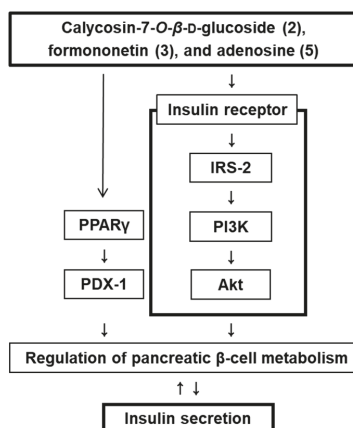 Calycosin-7-O-β-D-glucoside (2),
formononetin (3), and adenosine (5)
↓
Insulin receptor
↓
IRS-2
↓
PPARγ
PI3K
↓ ↓
PDX-1
Akt
↓ ↓
Regulation of pancreatic β-cell metabolism
↑ ↓
Insulin secretion